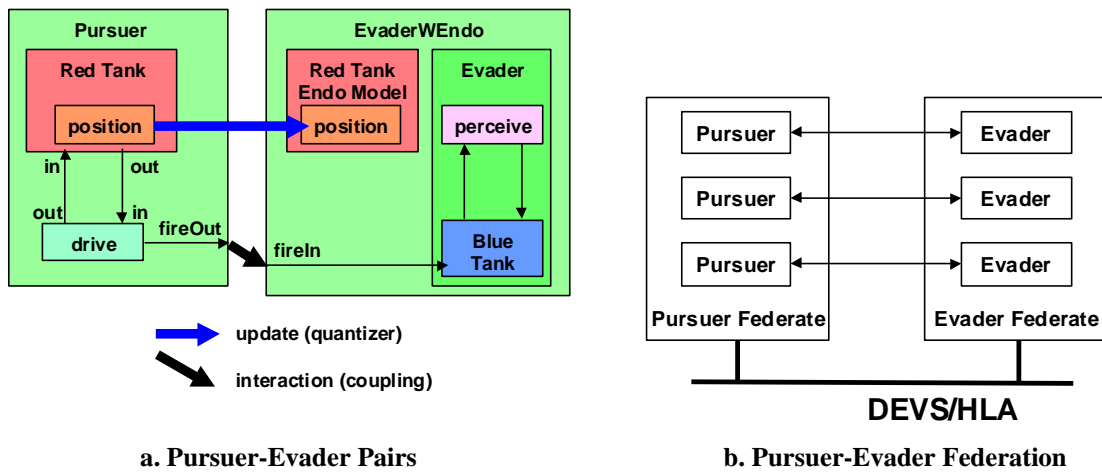 Pursuer
EvaderWEndo
Red Tank
position
in
out
out
in
drive
fireOut
Red Tank
Endo Model
position
Evader
perceive
fireIn
Blue
Tank
update (quantizer)
interaction (coupling)
a. Pursuer-Evader Pairs
Pursuer
Evader
Pursuer
Evader
Pursuer
Evader
Pursuer Federate
Evader Federate
DEVS/HLA
b. Pursuer-Evader Federation